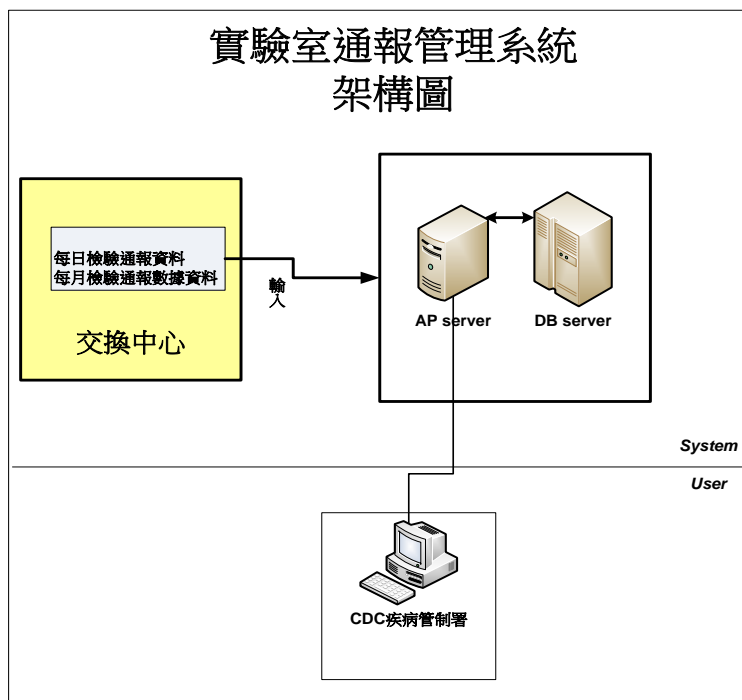 實驗室通報管理系統
架構圖
每日檢驗通報資料
每月檢驗通報數據資料
交換中心
輸入
AP server
DB server
System
User
CDC疾病管制署